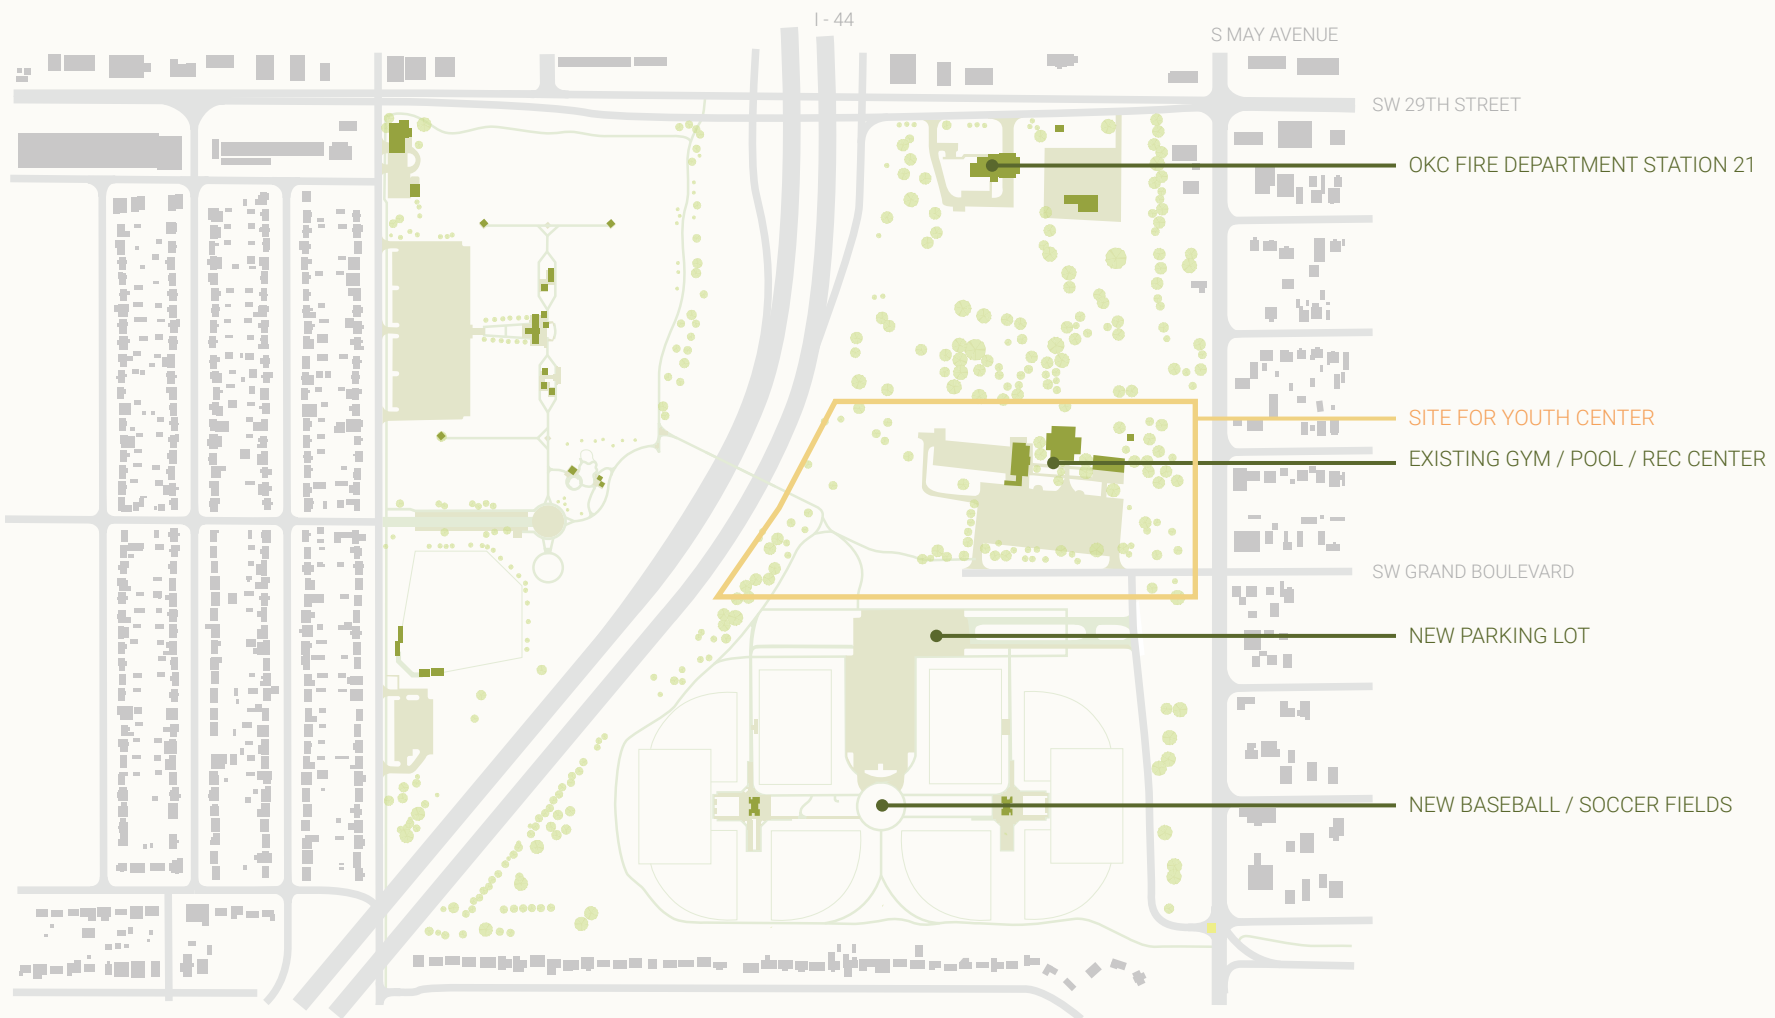 I - 44
S MAY AVENUE
SW 29TH STREET
OKC FIRE DEPARTMENT STATION 21
SITE FOR YOUTH CENTER
EXISTING GYM / POOL / REC CENTER
SW GRAND BOULEVARD
NEW PARKING LOT
NEW BASEBALL / SOCCER FIELDS